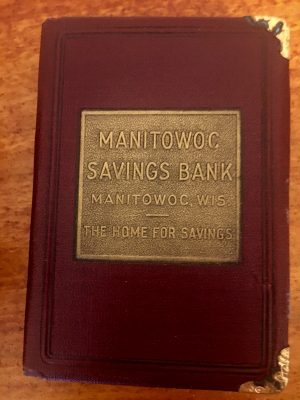 MANITOWOC
SAVINGS BANK
MANITOWOC, WIS.
THE HOME FOR SAVINGS